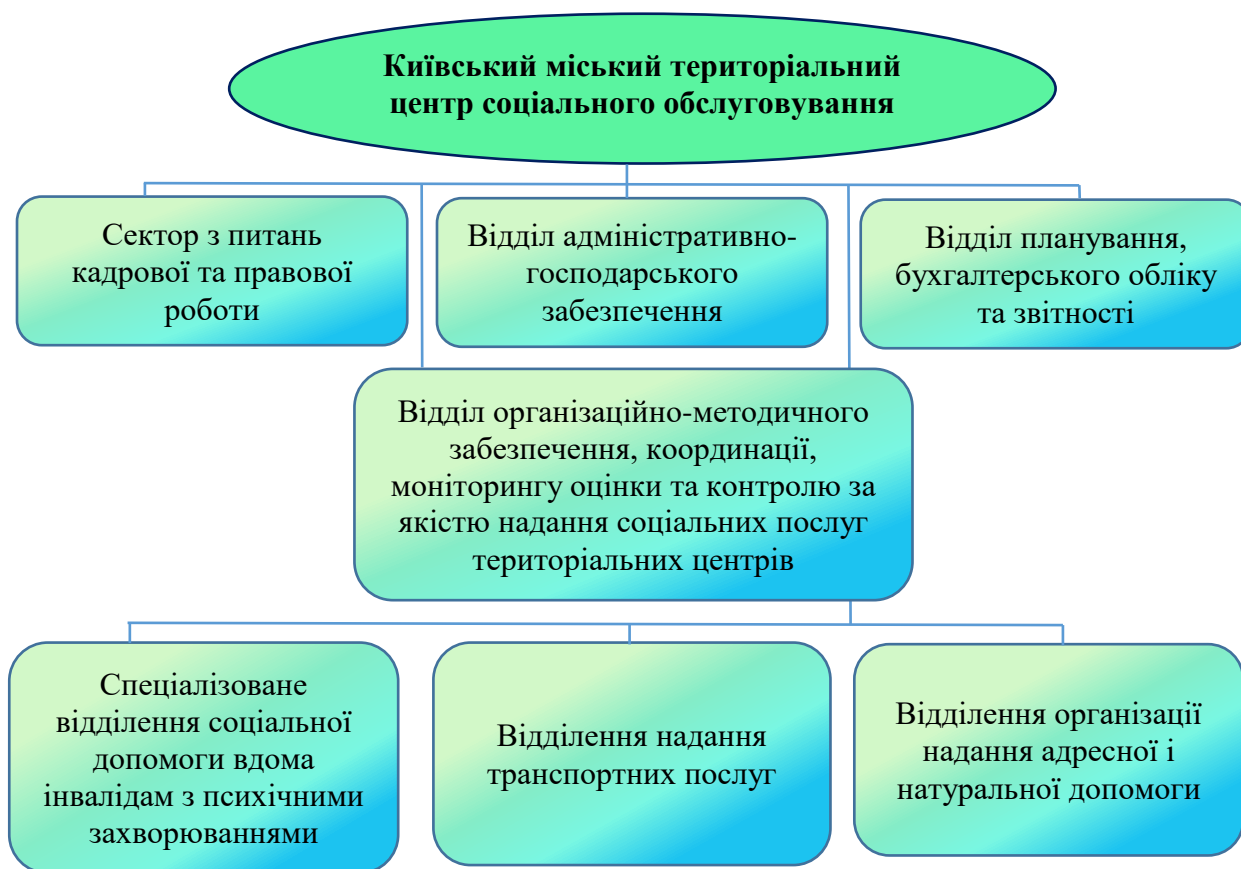 Київський міський територіальний
центр соціального обслуговування
Сектор з питань
кадрової та правової
роботи
Відділ адміністративно-
господарського
забезпечення
Відділ планування,
бухгалтерського обліку
та звітності
Відділ організаційно-методичного
забезпечення, координації,
моніторингу оцінки та контролю за
якістю надання соціальних послуг
територіальних центрів
Спеціалізоване
відділення соціальної
допомоги вдома
інвалідам з психічними
захворюваннями
Відділення надання
транспортних послуг
Відділення організації
надання адресної і
натуральної допомоги